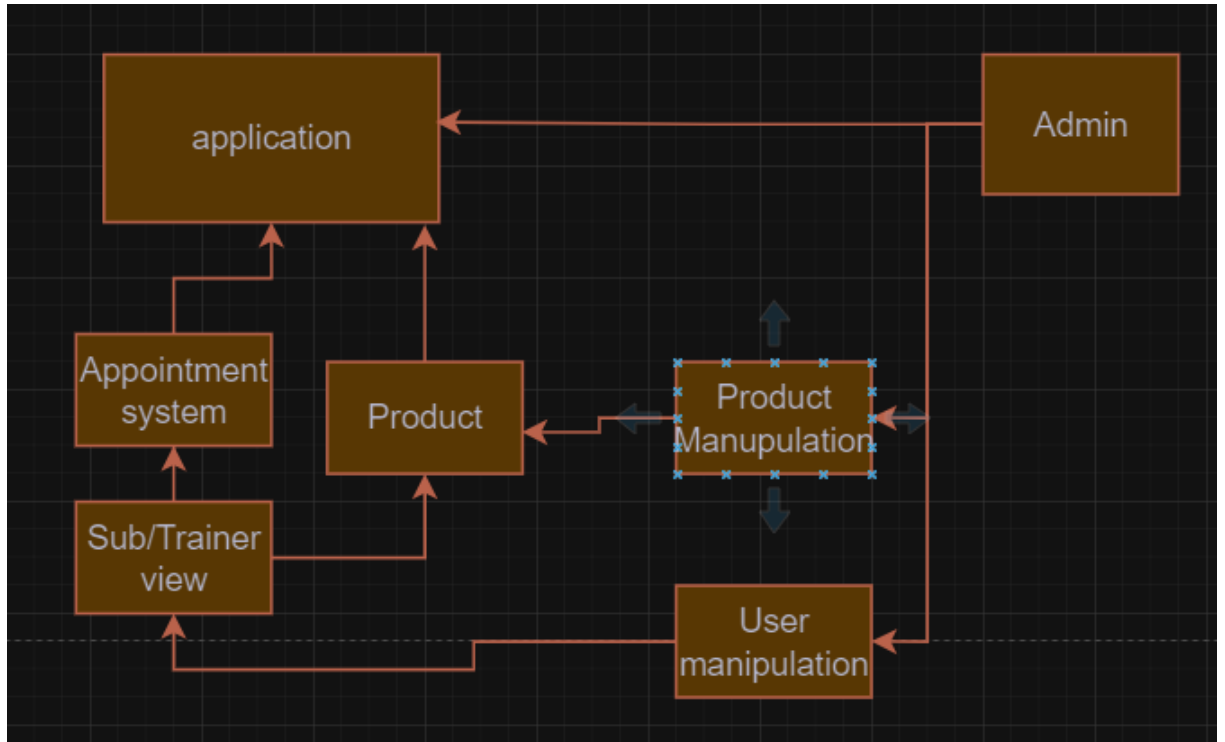 application
Admin
Appointment
system
Product
Product
Manupulation
Sub/Trainer
view
User
manipulation